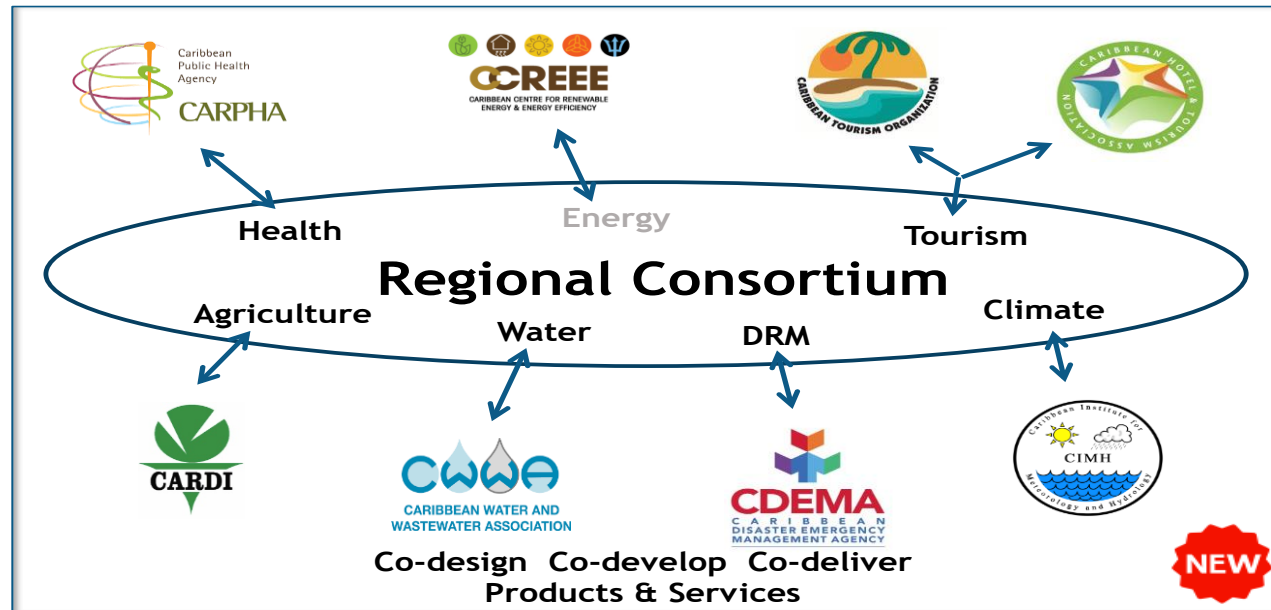 Caribbean
Public Health
Agency
CARPHA
CCREEE
CARIBBEAN CENTRE FOR RENEWABLE
ENERGY & ENERGY EFFICIENCY
CARIBBEAN TOURISM ORGANIZATION
CARIBBEAN HOTEL & TOURISM ASSOCIATION
Health
Energy
Tourism
Regional Consortium
Agriculture
Water
DRM
Climate
CARDI
CWWA
CARIBBEAN WATER AND
WASTEWATER ASSOCIATION
CDEMA
CARIBBEAN
DISASTER EMERGENCY
MANAGEMENT AGENCY
Caribbean Institute for
CIMH
Meteorology and Hydrology
Co-design Co-develop Co-deliver
Products & Services
NEW